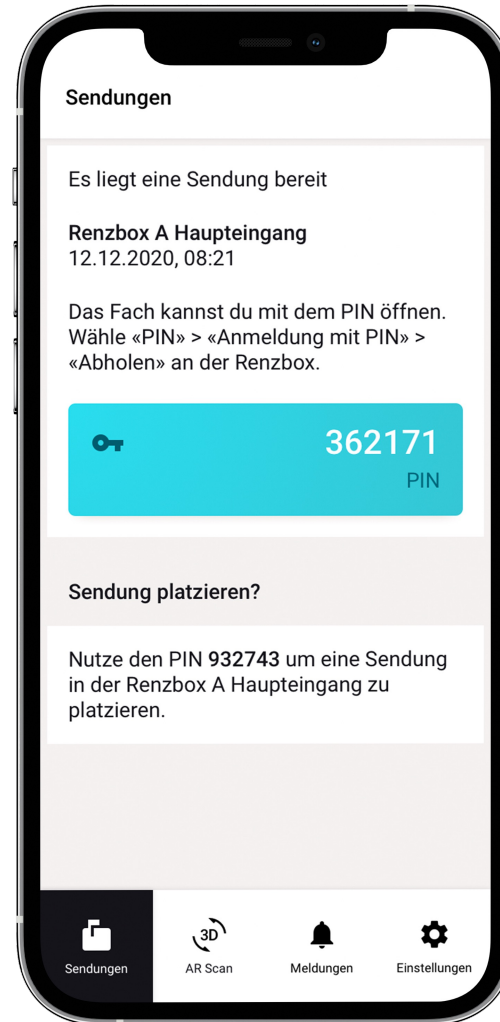 Sendungen
Es liegt eine Sendung bereit
Renzbox A Haupteingang
12.12.2020, 08:21
Das Fach kannst du mit dem PIN öffnen.
Wähle «PIN» > «Anmeldung mit PIN» >
«Abholen» an der Renzbox.
362171
PIN
Sendung platzieren?
Nutze den PIN 932743 um eine Sendung
in der Renzbox A Haupteingang zu
platzieren.
3D
Sendungen AR Scan Meldungen Einstellungen